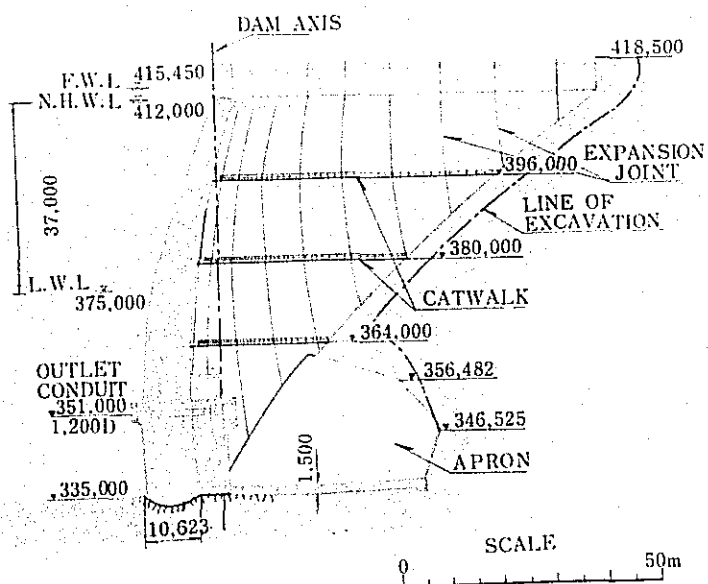 DAM AXIS
418,500
F.W.L 415,450
N.H.W.L 412,000
EXPANSION
JOINT
396,000
LINE OF
EXCAVATION
37,000
380,000
L.W.L 375,000
CATWALK
364,000
356,482
OUTLET
CONDUIT
351,000
1,200D
346,525
APRON
1,500
335,000
10,623
SCALE
0 50m